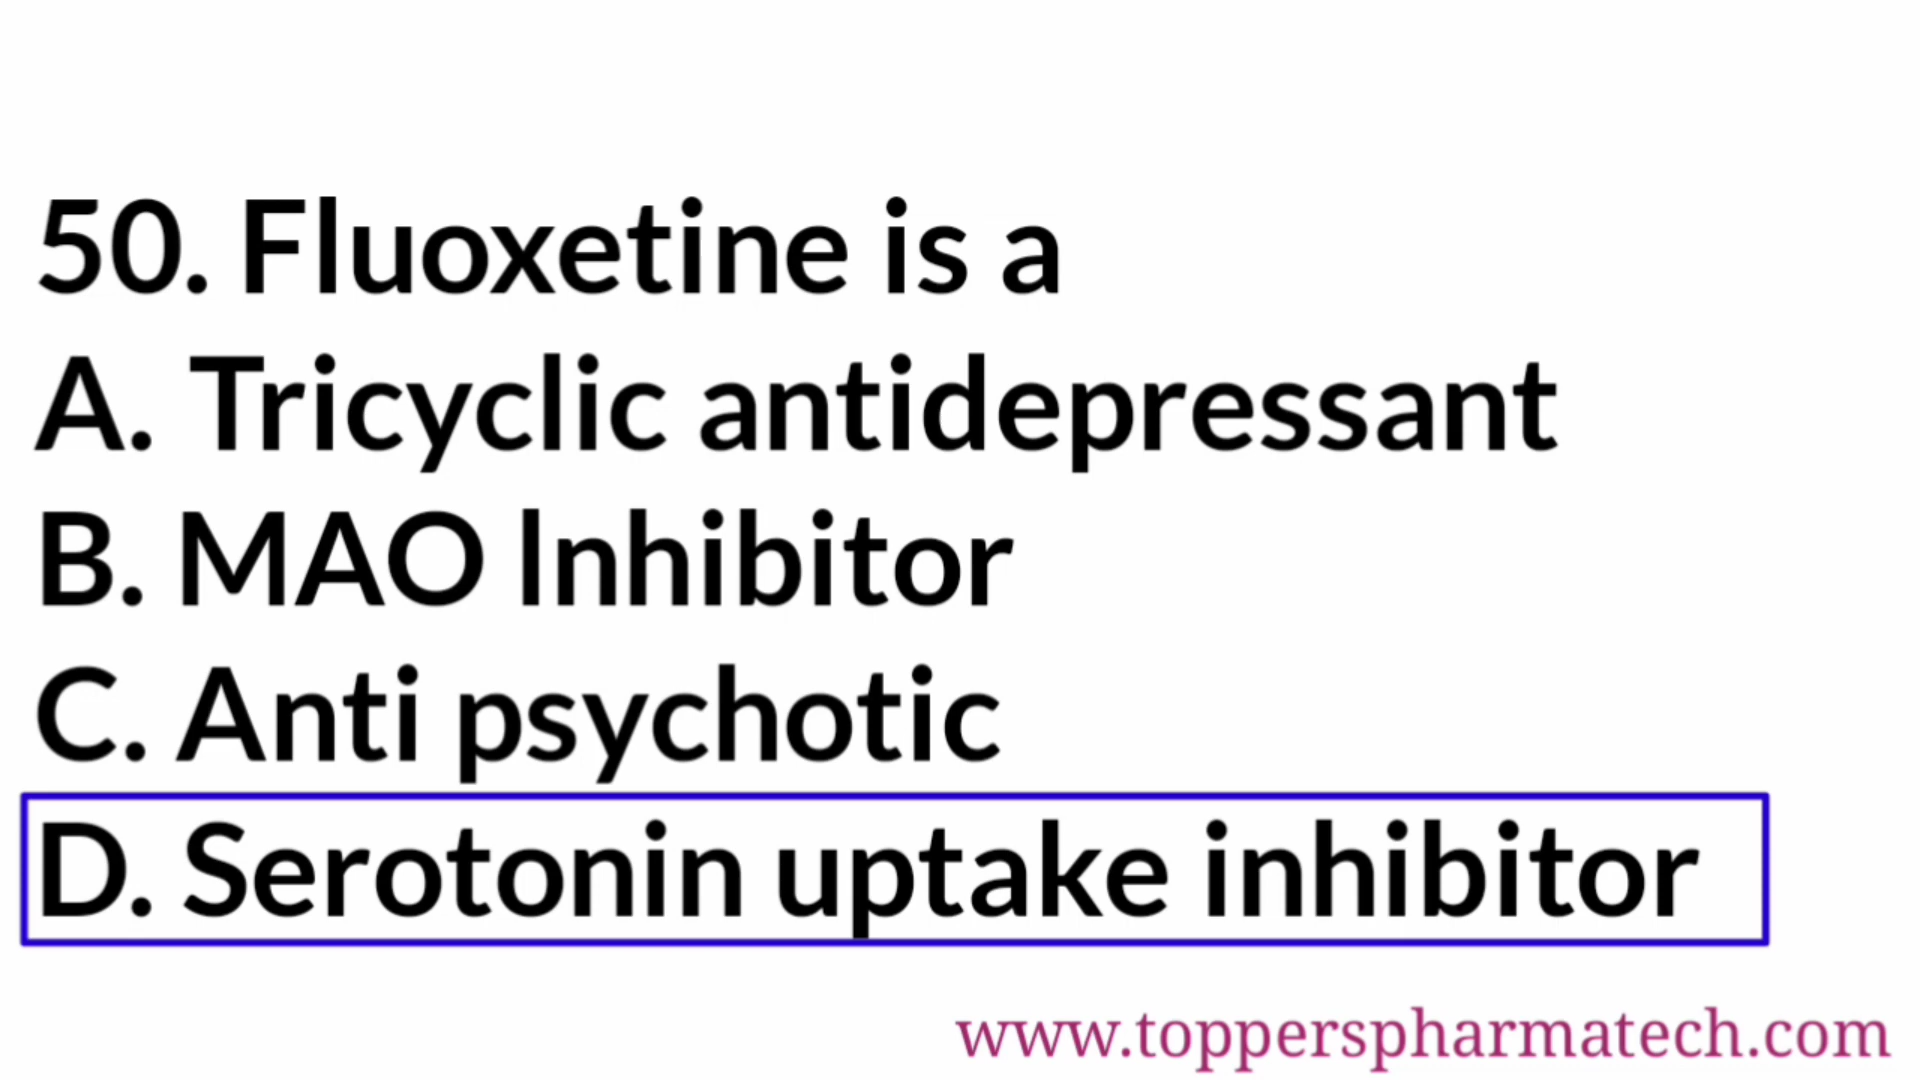 50. Fluoxetine is a
A. Tricyclic antidepressant
B. MAO Inhibitor
C. Anti psychotic
D. Serotonin uptake inhibitor
www.topperspharmatech.com